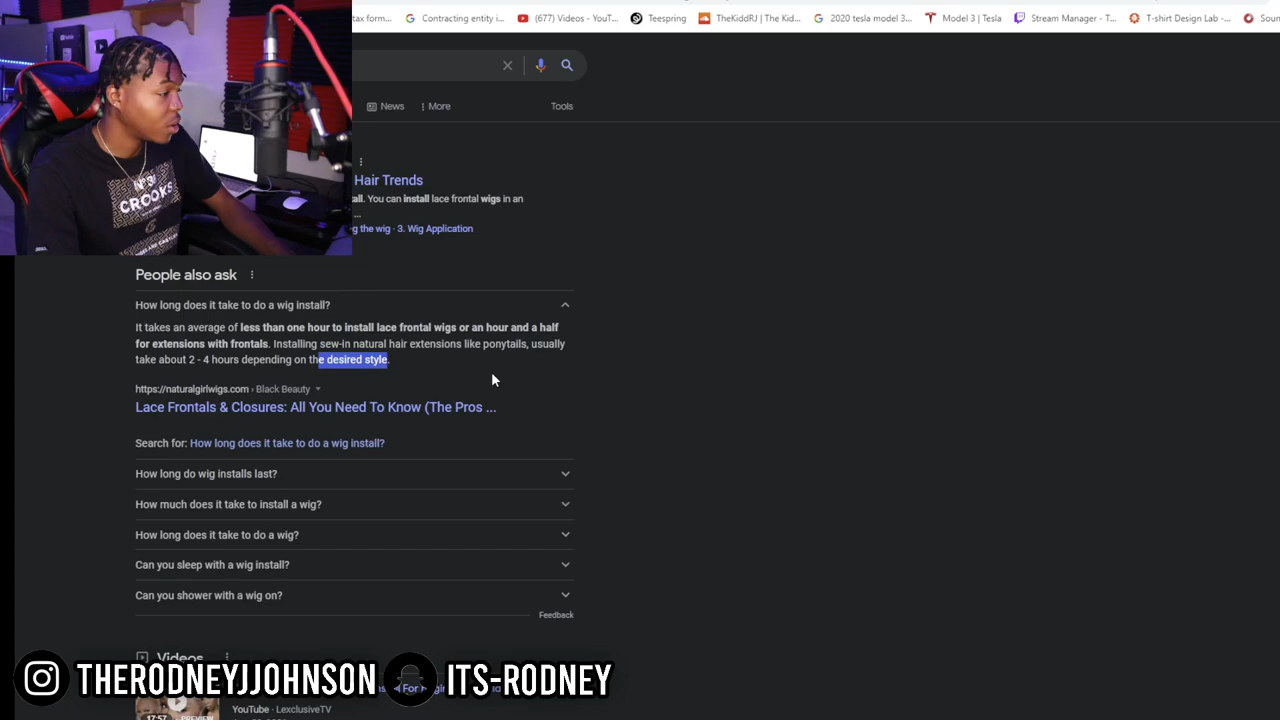 tax form...
Contracting entity i...
(677) Videos - YouT...
Teespring
TheKiddRJ | The Kid...
2020 tesla model 3...
Model 3 | Tesla
Stream Manager - T...
T-shirt Design Lab -...
Soun
News
More
Tools
CROOKS
Hair Trends
all. You can install lace frontal wigs in an
...
g the wig · 3. Wig Application
People also ask
How long does it take to do a wig install?
It takes an average of less than one hour to install lace frontal wigs or an hour and a half
for extensions with frontals. Installing sew-in natural hair extensions like ponytails, usually
take about 2 - 4 hours depending on the desired style.
https://naturalgirlwigs.com › Black Beauty
Lace Frontals & Closures: All You Need To Know (The Pros ...
Search for: How long does it take to do a wig install?
How long do wig installs last?
How much does it take to install a wig?
How long does it take to do a wig?
Can you sleep with a wig install?
Can you shower with a wig on?
Feedback
Videos
THERODNEYJJOHNSON
ITS-RODNEY
For
YouTube · LexclusiveTV
17:57 PREVIEW